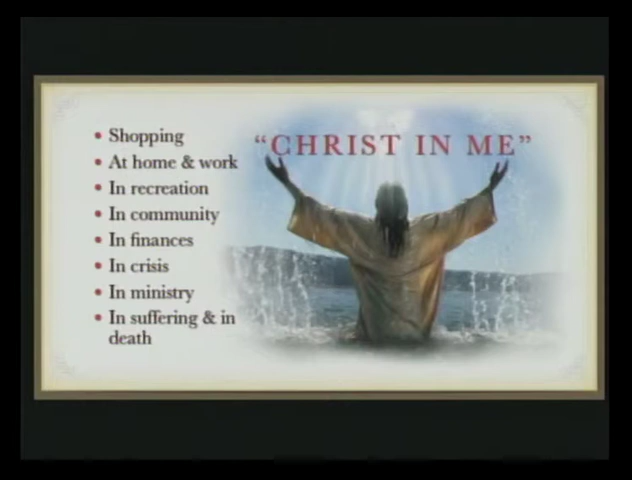 “CHRIST IN ME”
• Shopping
• At home & work
• In recreation
• In community
• In finances
• In crisis
• In ministry
• In suffering & in
death